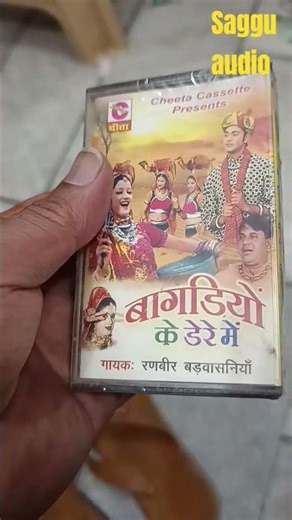 Saggu
audio
Cheeta Cassette
Presents
चीता
बागडियों
के डेरे में
गायकः रणबीर बड़वासनियाँ